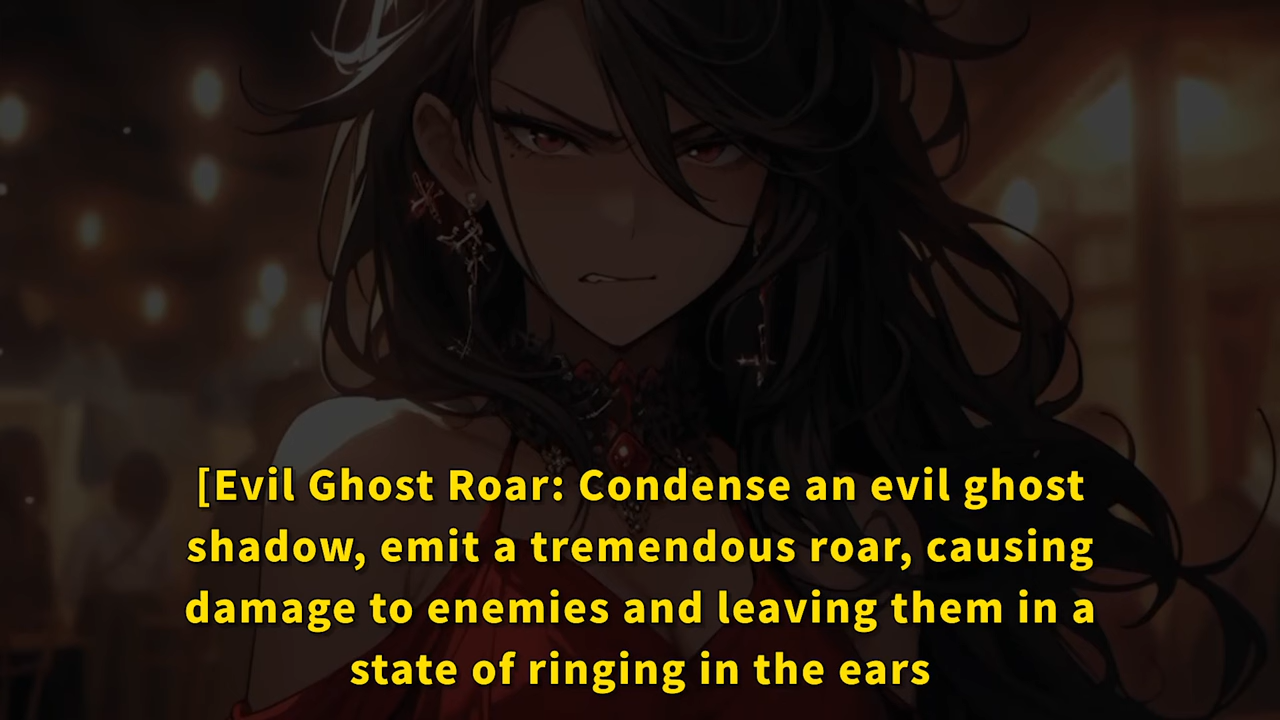 [Evil Ghost Roar: Condense an evil ghost
shadow, emit a tremendous roar, causing
damage to enemies and leaving them in a
state of ringing in the ears